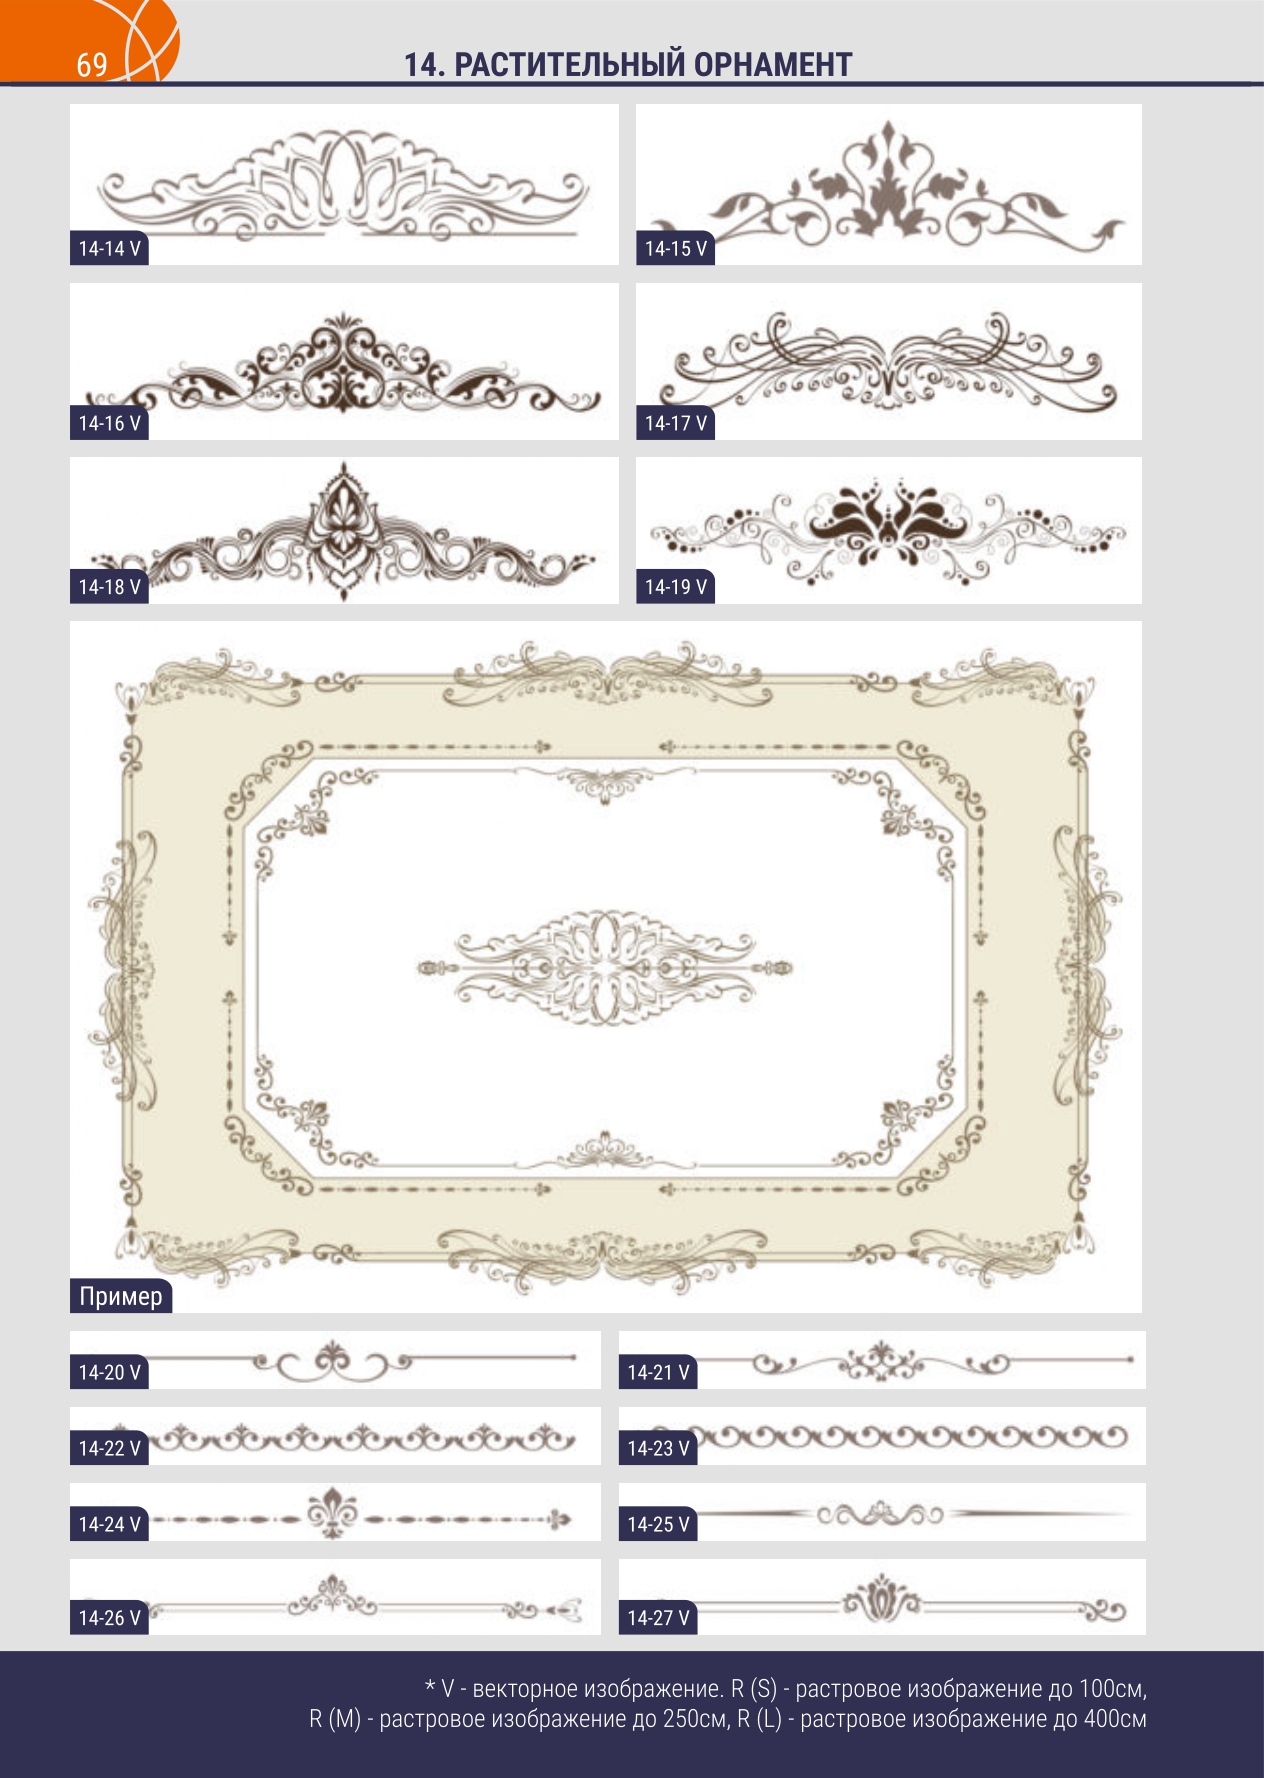 69
14. РАСТИТЕЛЬНЫЙ ОРНАМЕНТ
14-14 V
14-15 V
14-16 V
14-17 V
14-18 V
14-19 V
Пример
14-20 V
14-21 V
14-22 V
14-23 V
14-24 V
14-25 V
14-26 V
14-27 V
* V - векторное изображение. R (S) - растровое изображение до 100см,
R (M) - растровое изображение до 250см, R (L) - растровое изображение до 400см